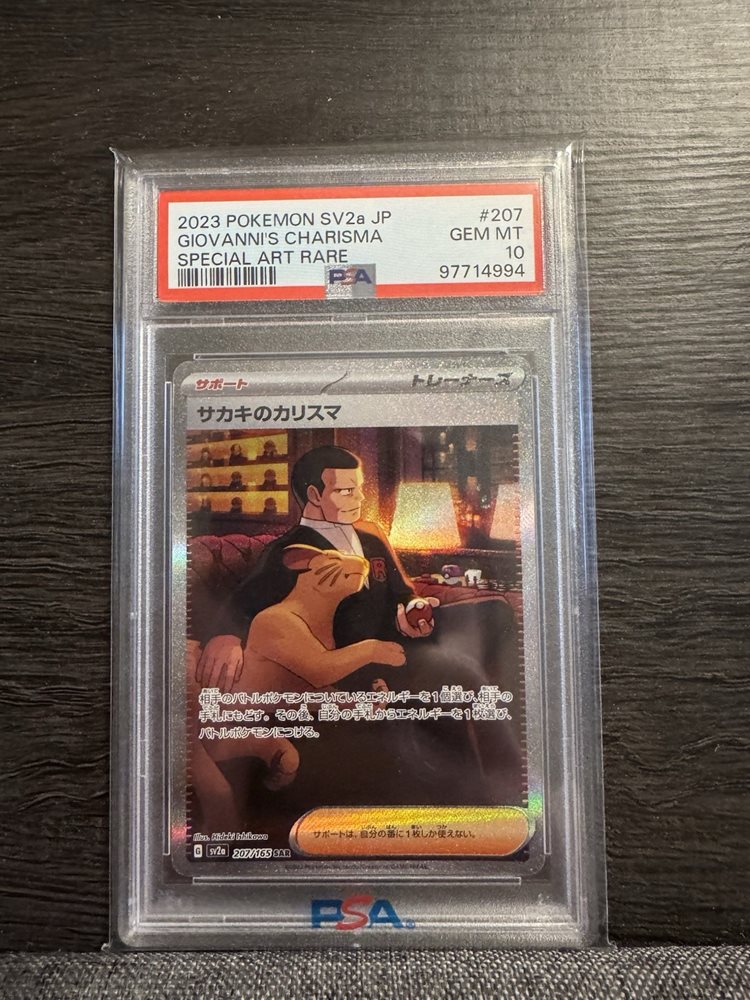 2023 POKEMON SV2a JP #207
GIOVANNI'S CHARISMA GEM MT
SPECIAL ART RARE 10
PSA 97714994
サポート トレーナーズ
サカキのカリスマ
R
相手のバトルポケモンについているエネルギーを1個選び、相手の
手札にもどす。その後、自分の手札からエネルギーを1枚選び、
バトルポケモンにつける。
サポートは、自分の番に1枚しか使えない。
Illus. Hideki Ishikawa
G sv2a 207/165 SAR
PSA